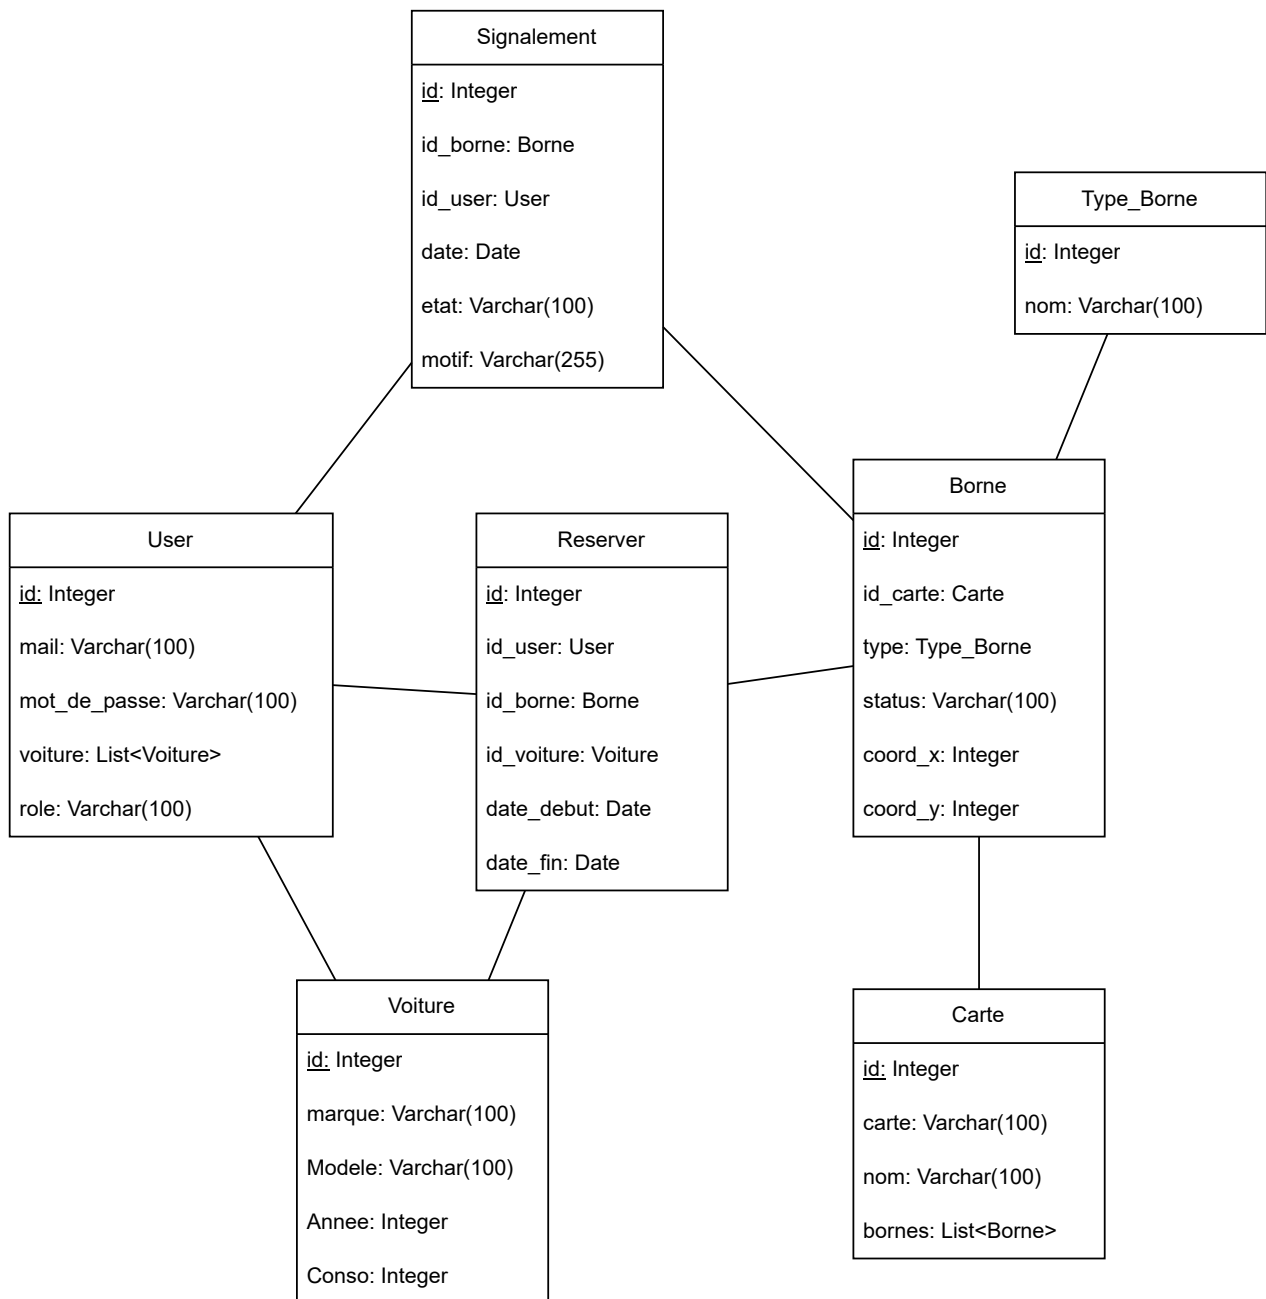 Signalement
id: Integer
id_borne: Borne
id_user: User
date: Date
etat: Varchar(100)
motif: Varchar(255)
Type_Borne
id: Integer
nom: Varchar(100)
User
id: Integer
mail: Varchar(100)
mot_de_passe: Varchar(100)
voiture: List<Voiture>
role: Varchar(100)
Reserver
id: Integer
id_user: User
id_borne: Borne
id_voiture: Voiture
date_debut: Date
date_fin: Date
Borne
id: Integer
id_carte: Carte
type: Type_Borne
status: Varchar(100)
coord_x: Integer
coord_y: Integer
Voiture
id: Integer
marque: Varchar(100)
Modele: Varchar(100)
Annee: Integer
Conso: Integer
Carte
id: Integer
carte: Varchar(100)
nom: Varchar(100)
bornes: List<Borne>